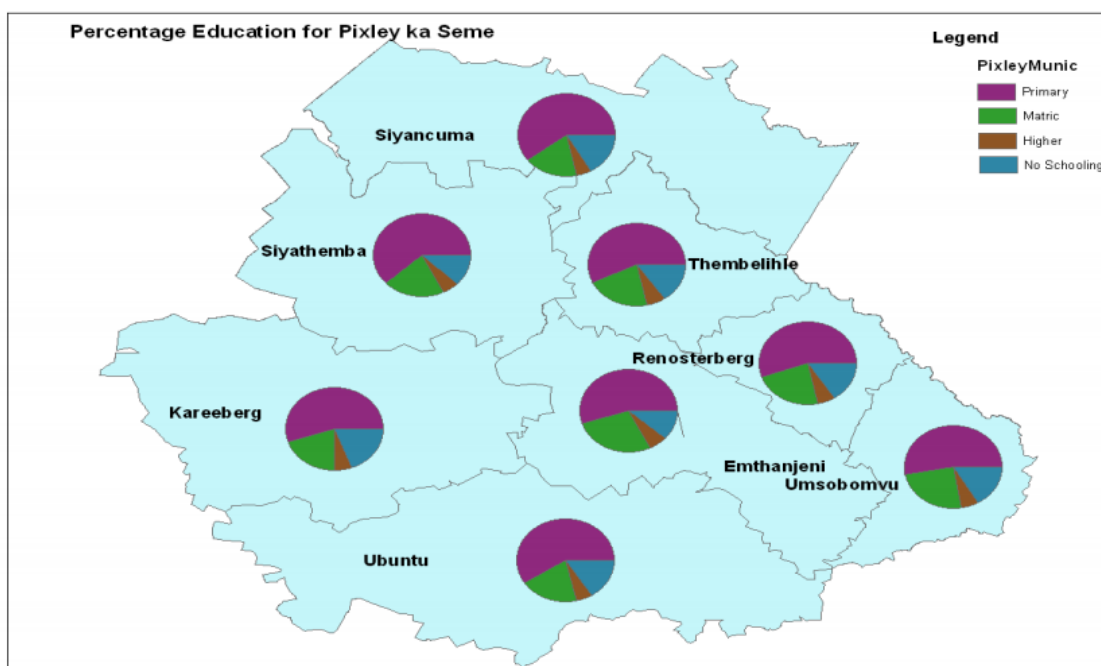 Percentage Education for Pixley ka Seme
Legend
PixleyMunic
Primary
Matric
Higher
No Schooling
Siyancuma
Siyathemba
Thembelihle
Renosterberg
Kareeberg
Emthanjeni
Umsobomvu
Ubuntu